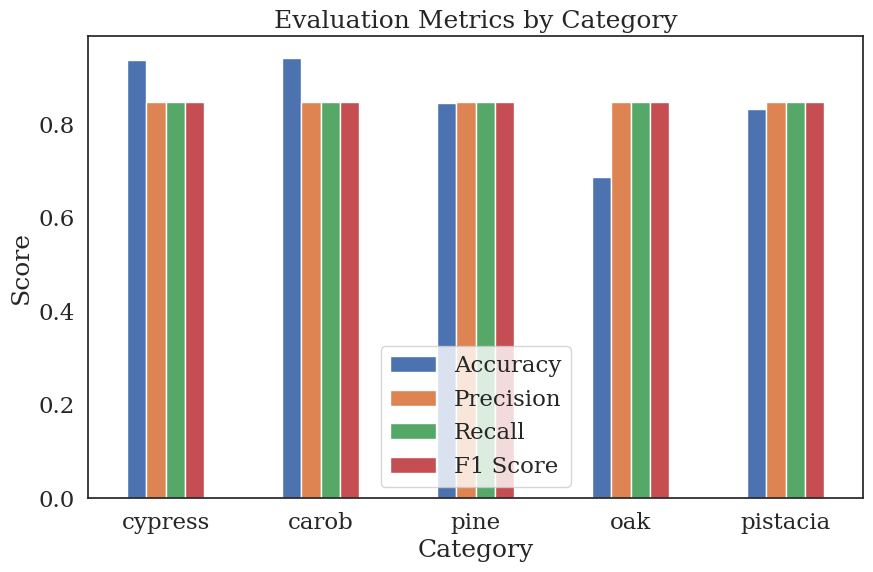 Evaluation Metrics by Category
Score
0.8
0.6
0.4
0.2
0.0
Accuracy
Precision
Recall
F1 Score
cypress carob pine oak pistacia
Category